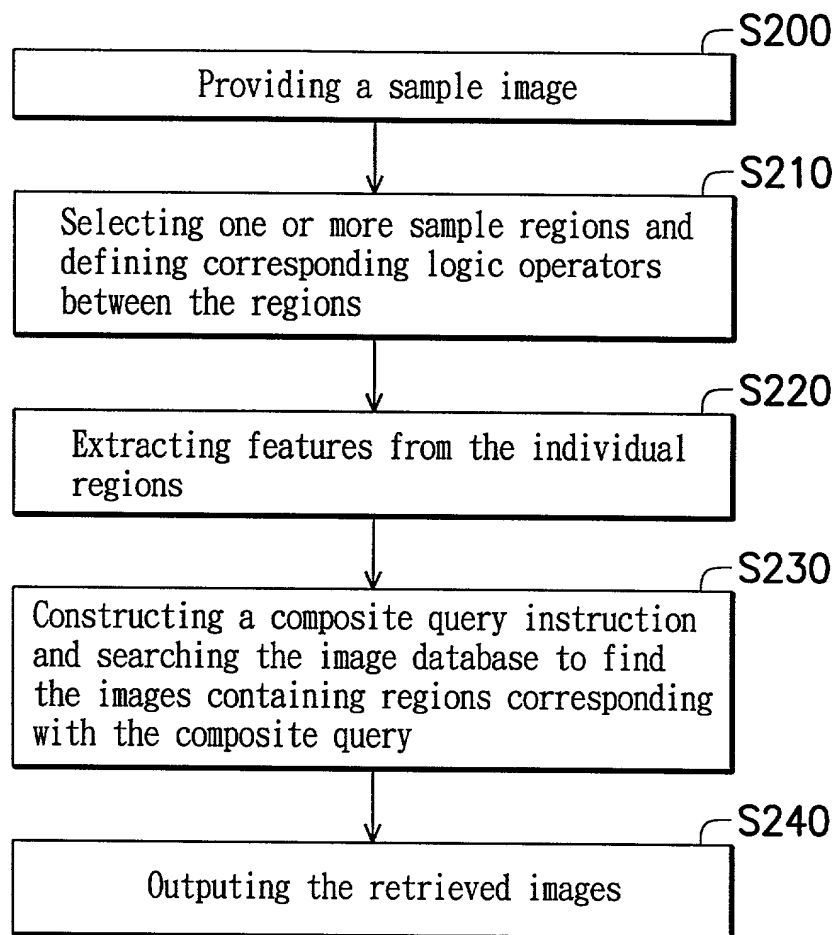 S200
Providing a sample image
S210
Selecting one or more sample regions and
defining corresponding logic operators
between the regions
S220
Extracting features from the individual
regions
S230
Constructing a composite query instruction
and searching the image database to find
the images containing regions corresponding
with the composite query
S240
Outputing the retrieved images